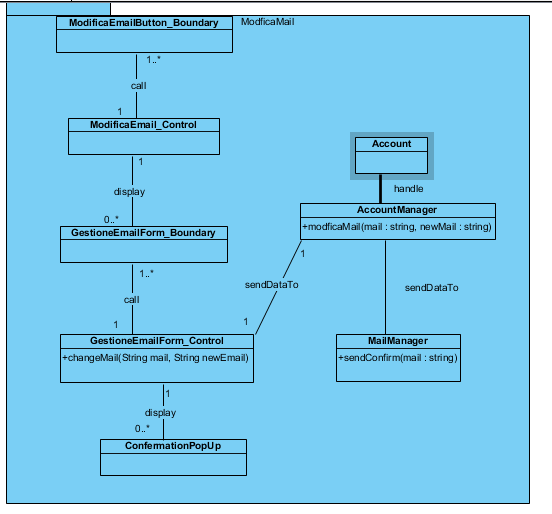 ModificaEmailButton_Boundary
ModficaMail
1..*
call
1
ModificaEmail_Control
1
display
0..*
GestioneEmailForm_Boundary
1..*
call
1
GestioneEmailForm_Control
+changeMail(String mail, String newEmail)
1
display
0..*
ConfermationPopUp
Account
handle
AccountManager
+modficaMail(mail : string, newMail : string)
1
sendDataTo
1
sendDataTo
MailManager
+sendConfirm(mail : string)